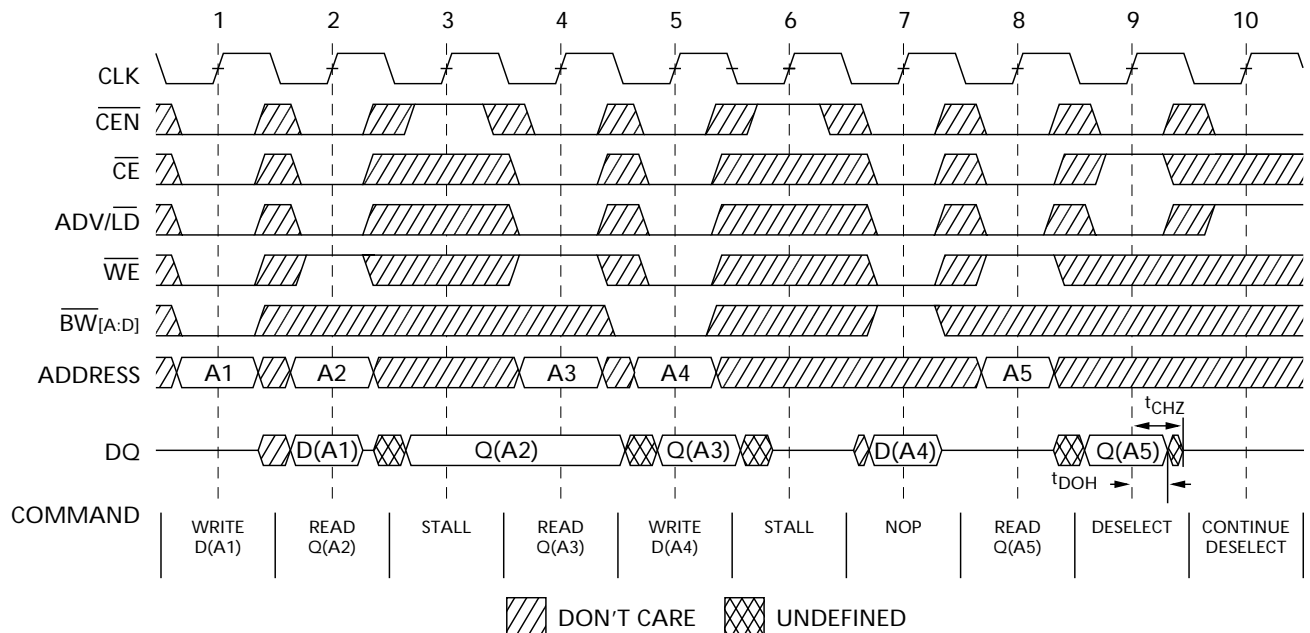 1 2 3 4 5 6 7 8 9 10
CLK
CEN
CE
ADV/LD
WE
BW[A:D]
ADDRESS A1 A2 A3 A4 A5
tCHZ
DQ D(A1) Q(A2) Q(A3) D(A4) Q(A5)
tDOH
COMMAND
WRITE READ STALL READ WRITE STALL NOP READ DESELECT CONTINUE
D(A1) Q(A2) Q(A3) D(A4) Q(A5) DESELECT
DON'T CARE UNDEFINED